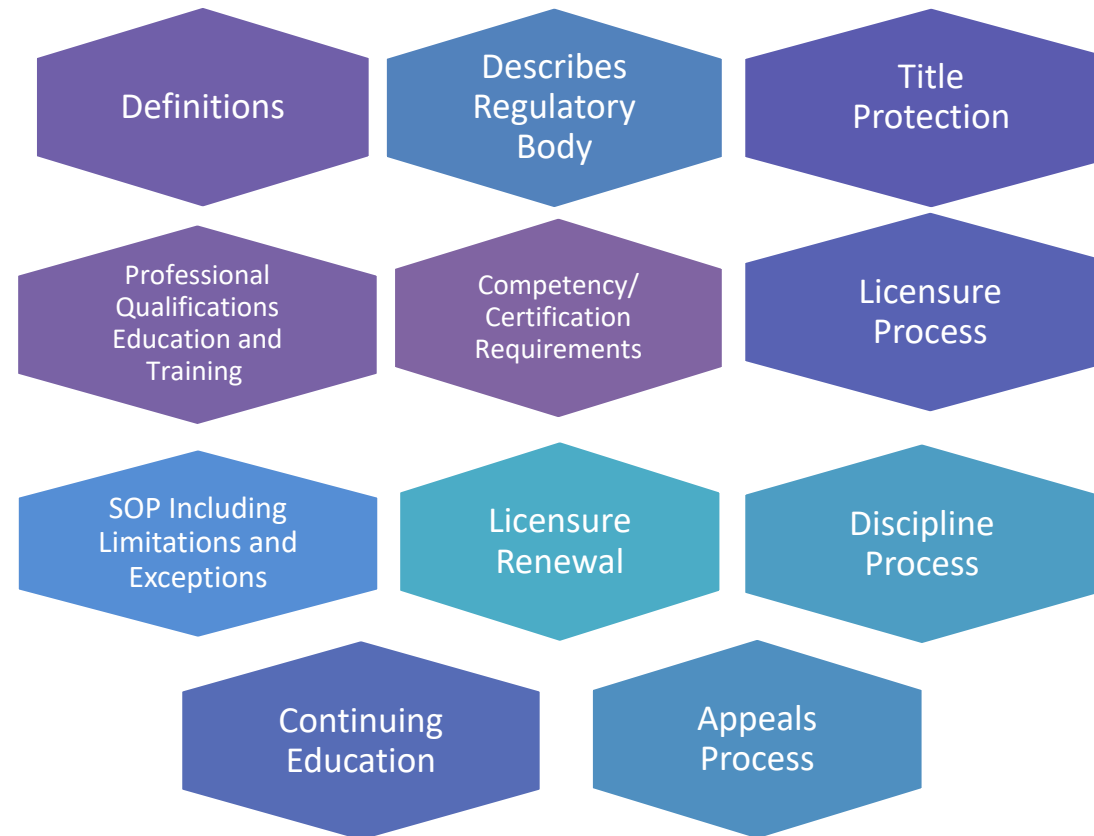 Definitions
Describes
Regulatory
Body
Title
Protection
Professional
Qualifications
Education and
Training
Competency/
Certification
Requirements
Licensure
Process
SOP Including
Limitations and
Exceptions
Licensure
Renewal
Discipline
Process
Continuing
Education
Appeals
Process